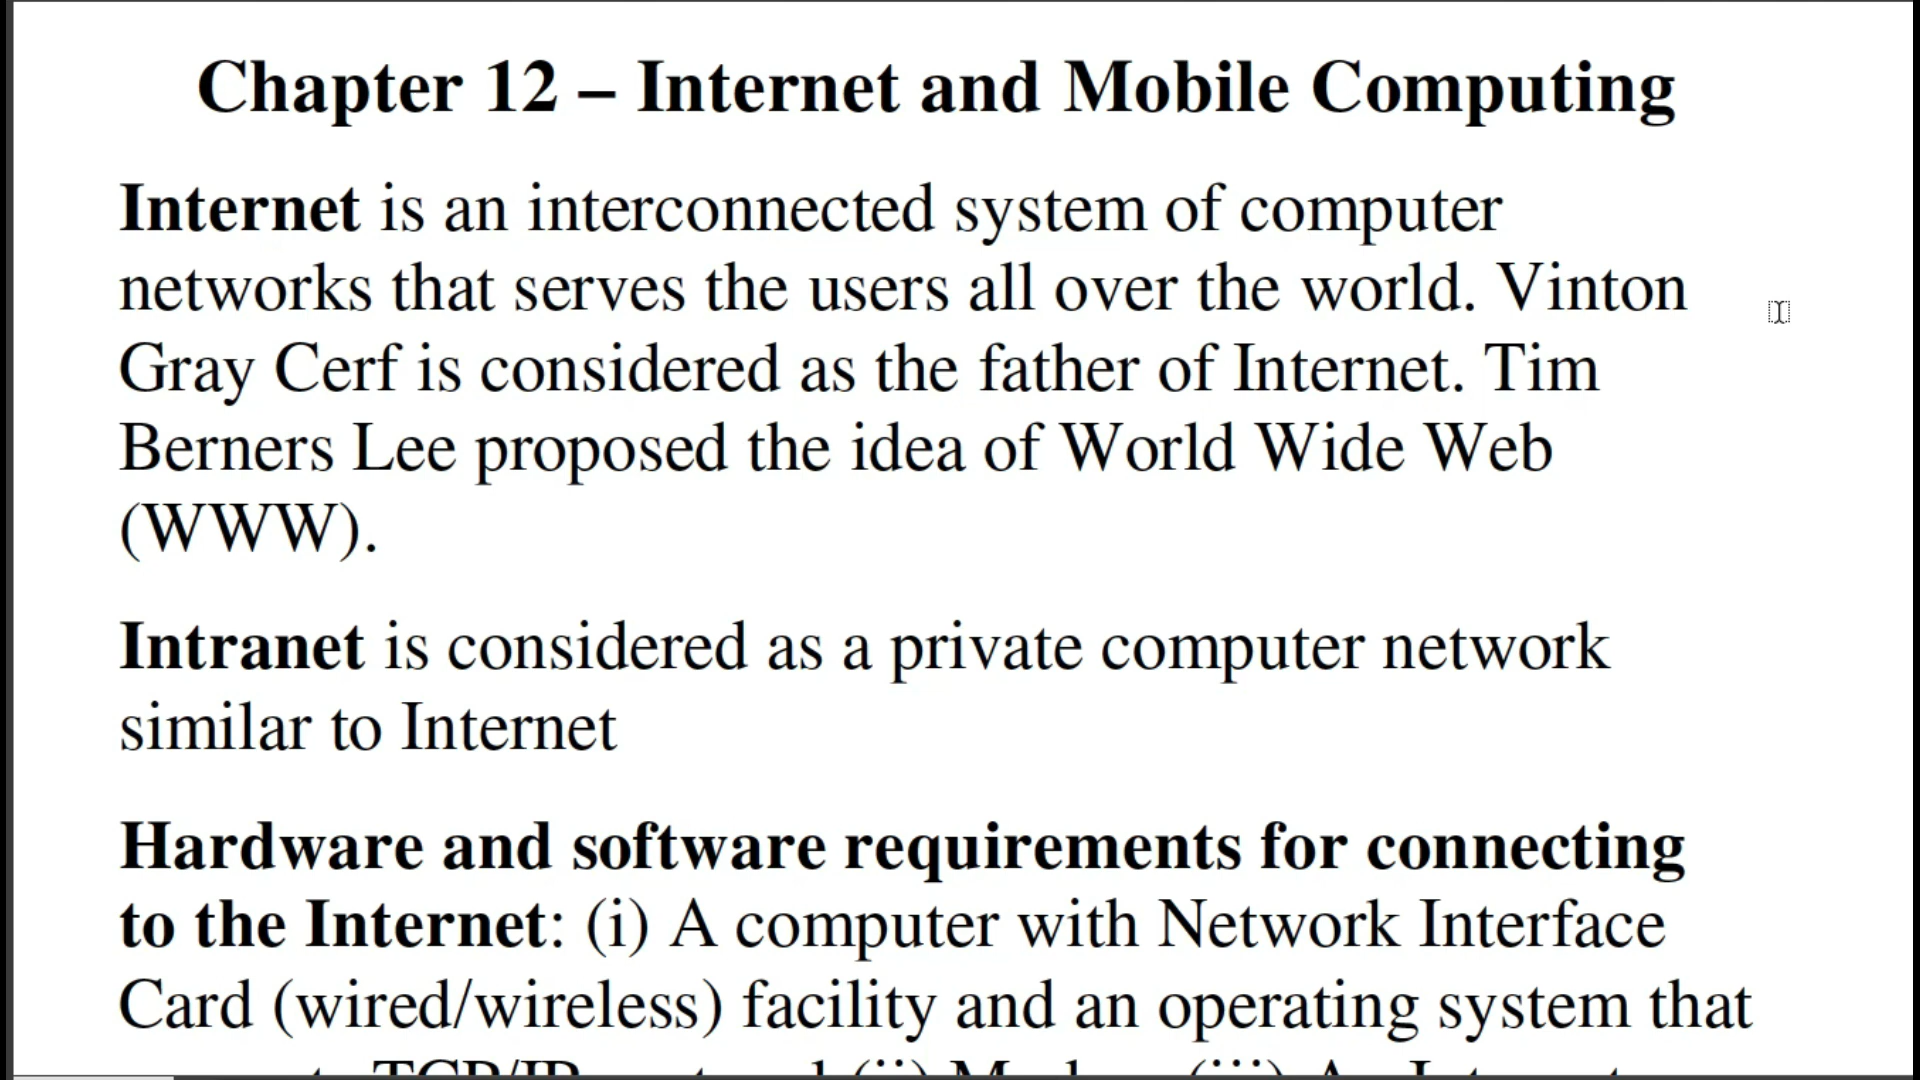 Chapter 12 – Internet and Mobile Computing
Internet is an interconnected system of computer
networks that serves the users all over the world. Vinton
Gray Cerf is considered as the father of Internet. Tim
Berners Lee proposed the idea of World Wide Web
(WWW).
Intranet is considered as a private computer network
similar to Internet
Hardware and software requirements for connecting
to the Internet: (i) A computer with Network Interface
Card (wired/wireless) facility and an operating system that
TCP/IP